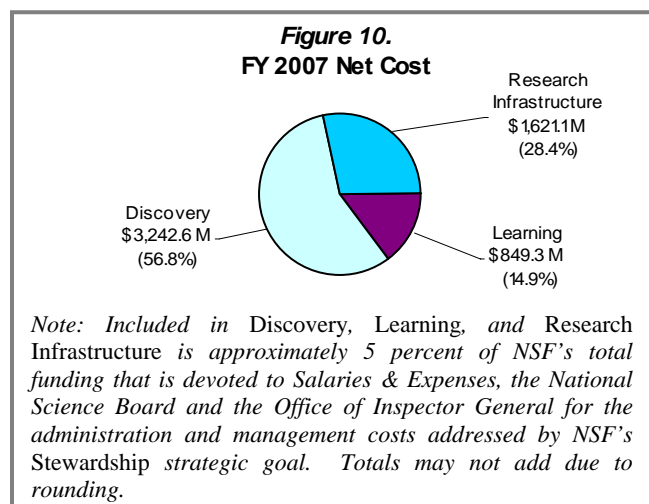 Figure 10.
FY 2007 Net Cost
Research
Infrastructure
$1,621.1M
(28.4%)
Discovery
$3,242.6 M
(56.8%)
Learning
$849.3 M
(14.9%)
Note: Included in Discovery, Learning, and Research
Infrastructure is approximately 5 percent of NSF's total
funding that is devoted to Salaries & Expenses, the National
Science Board and the Office of Inspector General for the
administration and management costs addressed by NSF's
Stewardship strategic goal. Totals may not add due to
rounding.